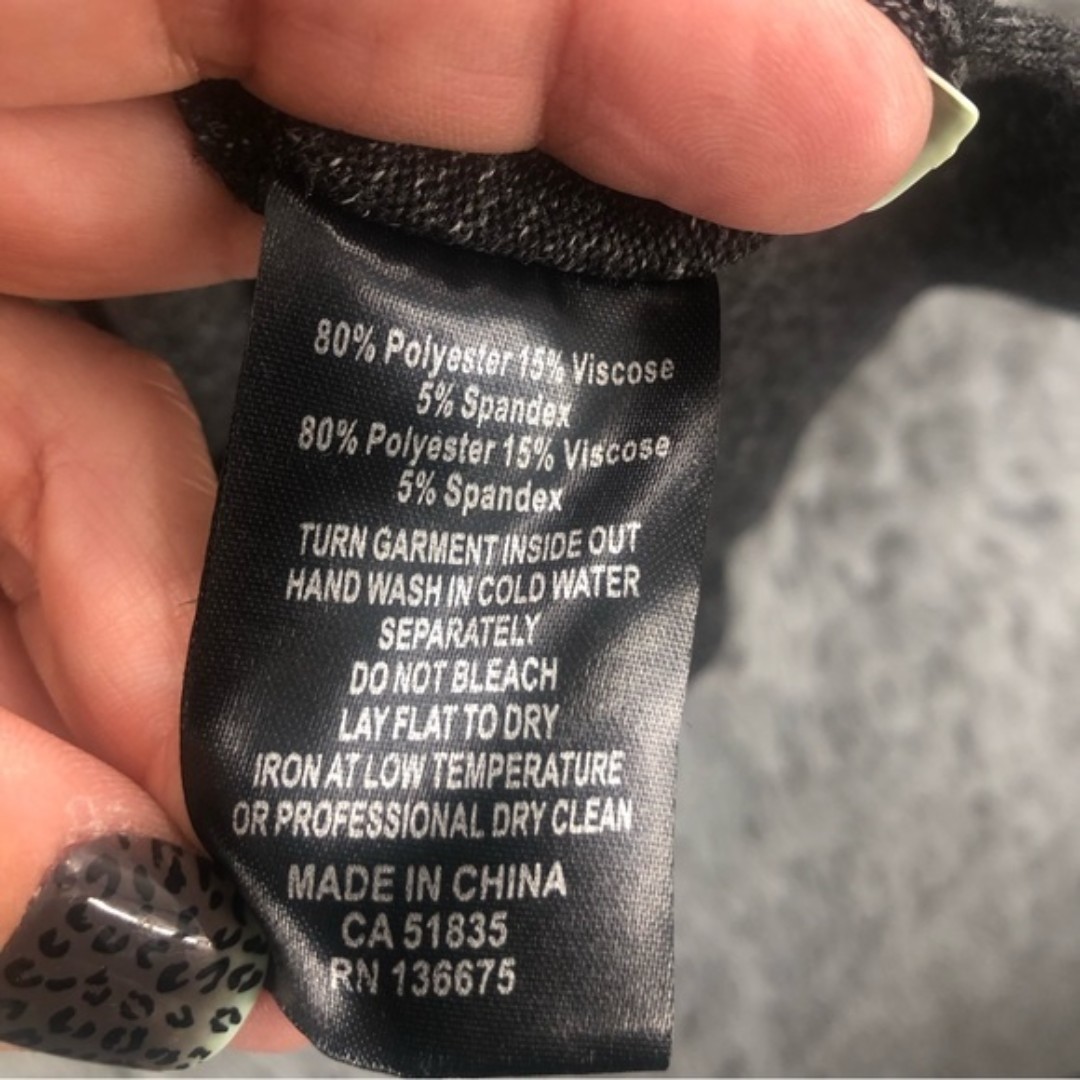 80% Polyester 15% Viscose
5% Spandex
80% Polyester 15% Viscose
5% Spandex
TURN GARMENT INSIDE OUT
HAND WASH IN COLD WATER
SEPARATELY
DO NOT BLEACH
LAY FLAT TO DRY
IRON AT LOW TEMPERATURE
OR PROFESSIONAL DRY CLEAN
MADE IN CHINA
CA 51835
RN 136675